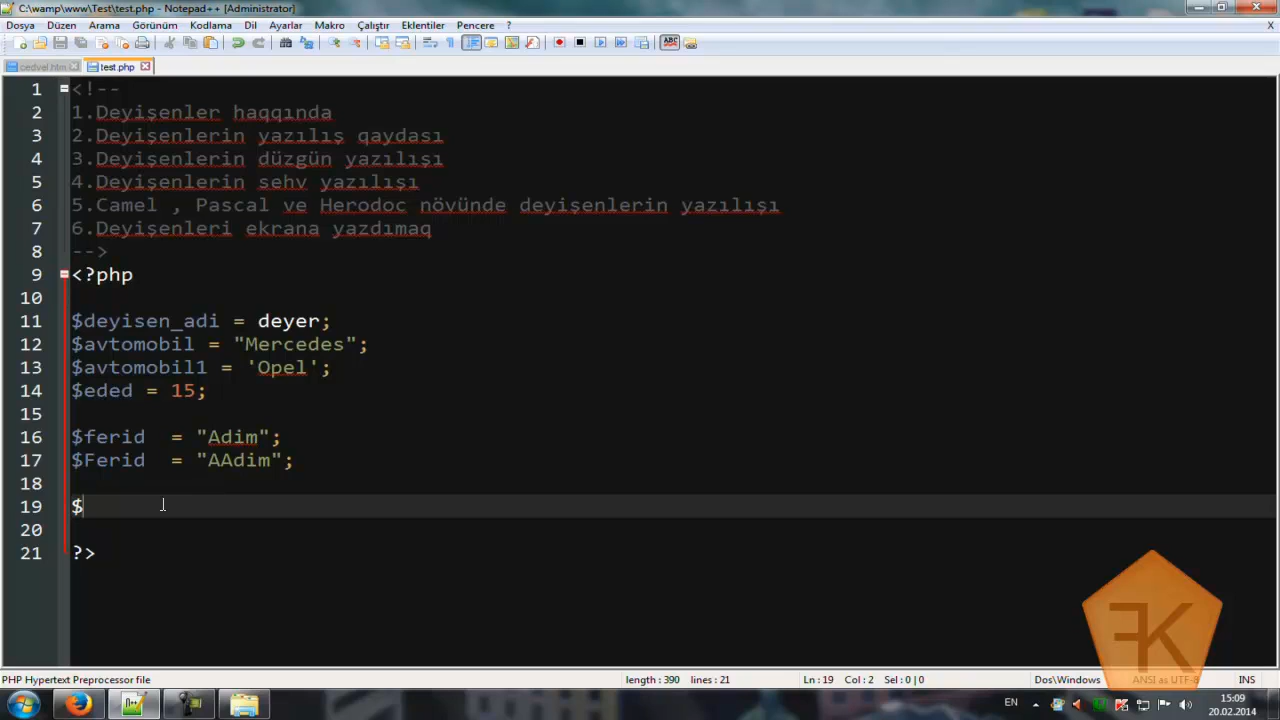 C:\wamp\www\Test\test.php - Notepad++ [Administrator]
Dosya Düzen Arama Görünüm Kodlama Dil Ayarlar Makro Çalıştır Eklentiler Pencere ?
X
cedvel.htm test.php
1 <!--
2 1.Deyişenler haqqında
3 2.Deyişenlerin yazılış qaydası
4 3.Deyişenlerin düzgün yazılışı
5 4.Deyişenlerin sehv yazılışı
6 5.Camel , Pascal ve Herodoc növünde deyişenlerin yazılışı
7 6.Deyişenleri ekrana yazdımaq
8 -->
9 <?php
10
11 $deyisen_adi = deyer;
12 $avtomobil = "Mercedes";
13 $avtomobil1 = 'Opel';
14 $eded = 15;
15
16 $ferid  = "Adim";
17 $Ferid  = "AAdim";
18
19 $
20
21 ?>
FK
PHP Hypertext Preprocessor file length : 390 lines : 21 Ln : 19 Col : 2 Sel : 0 | 0 Dos\Windows ANSI as UTF-8 INS
EN 15:09
20.02.2014